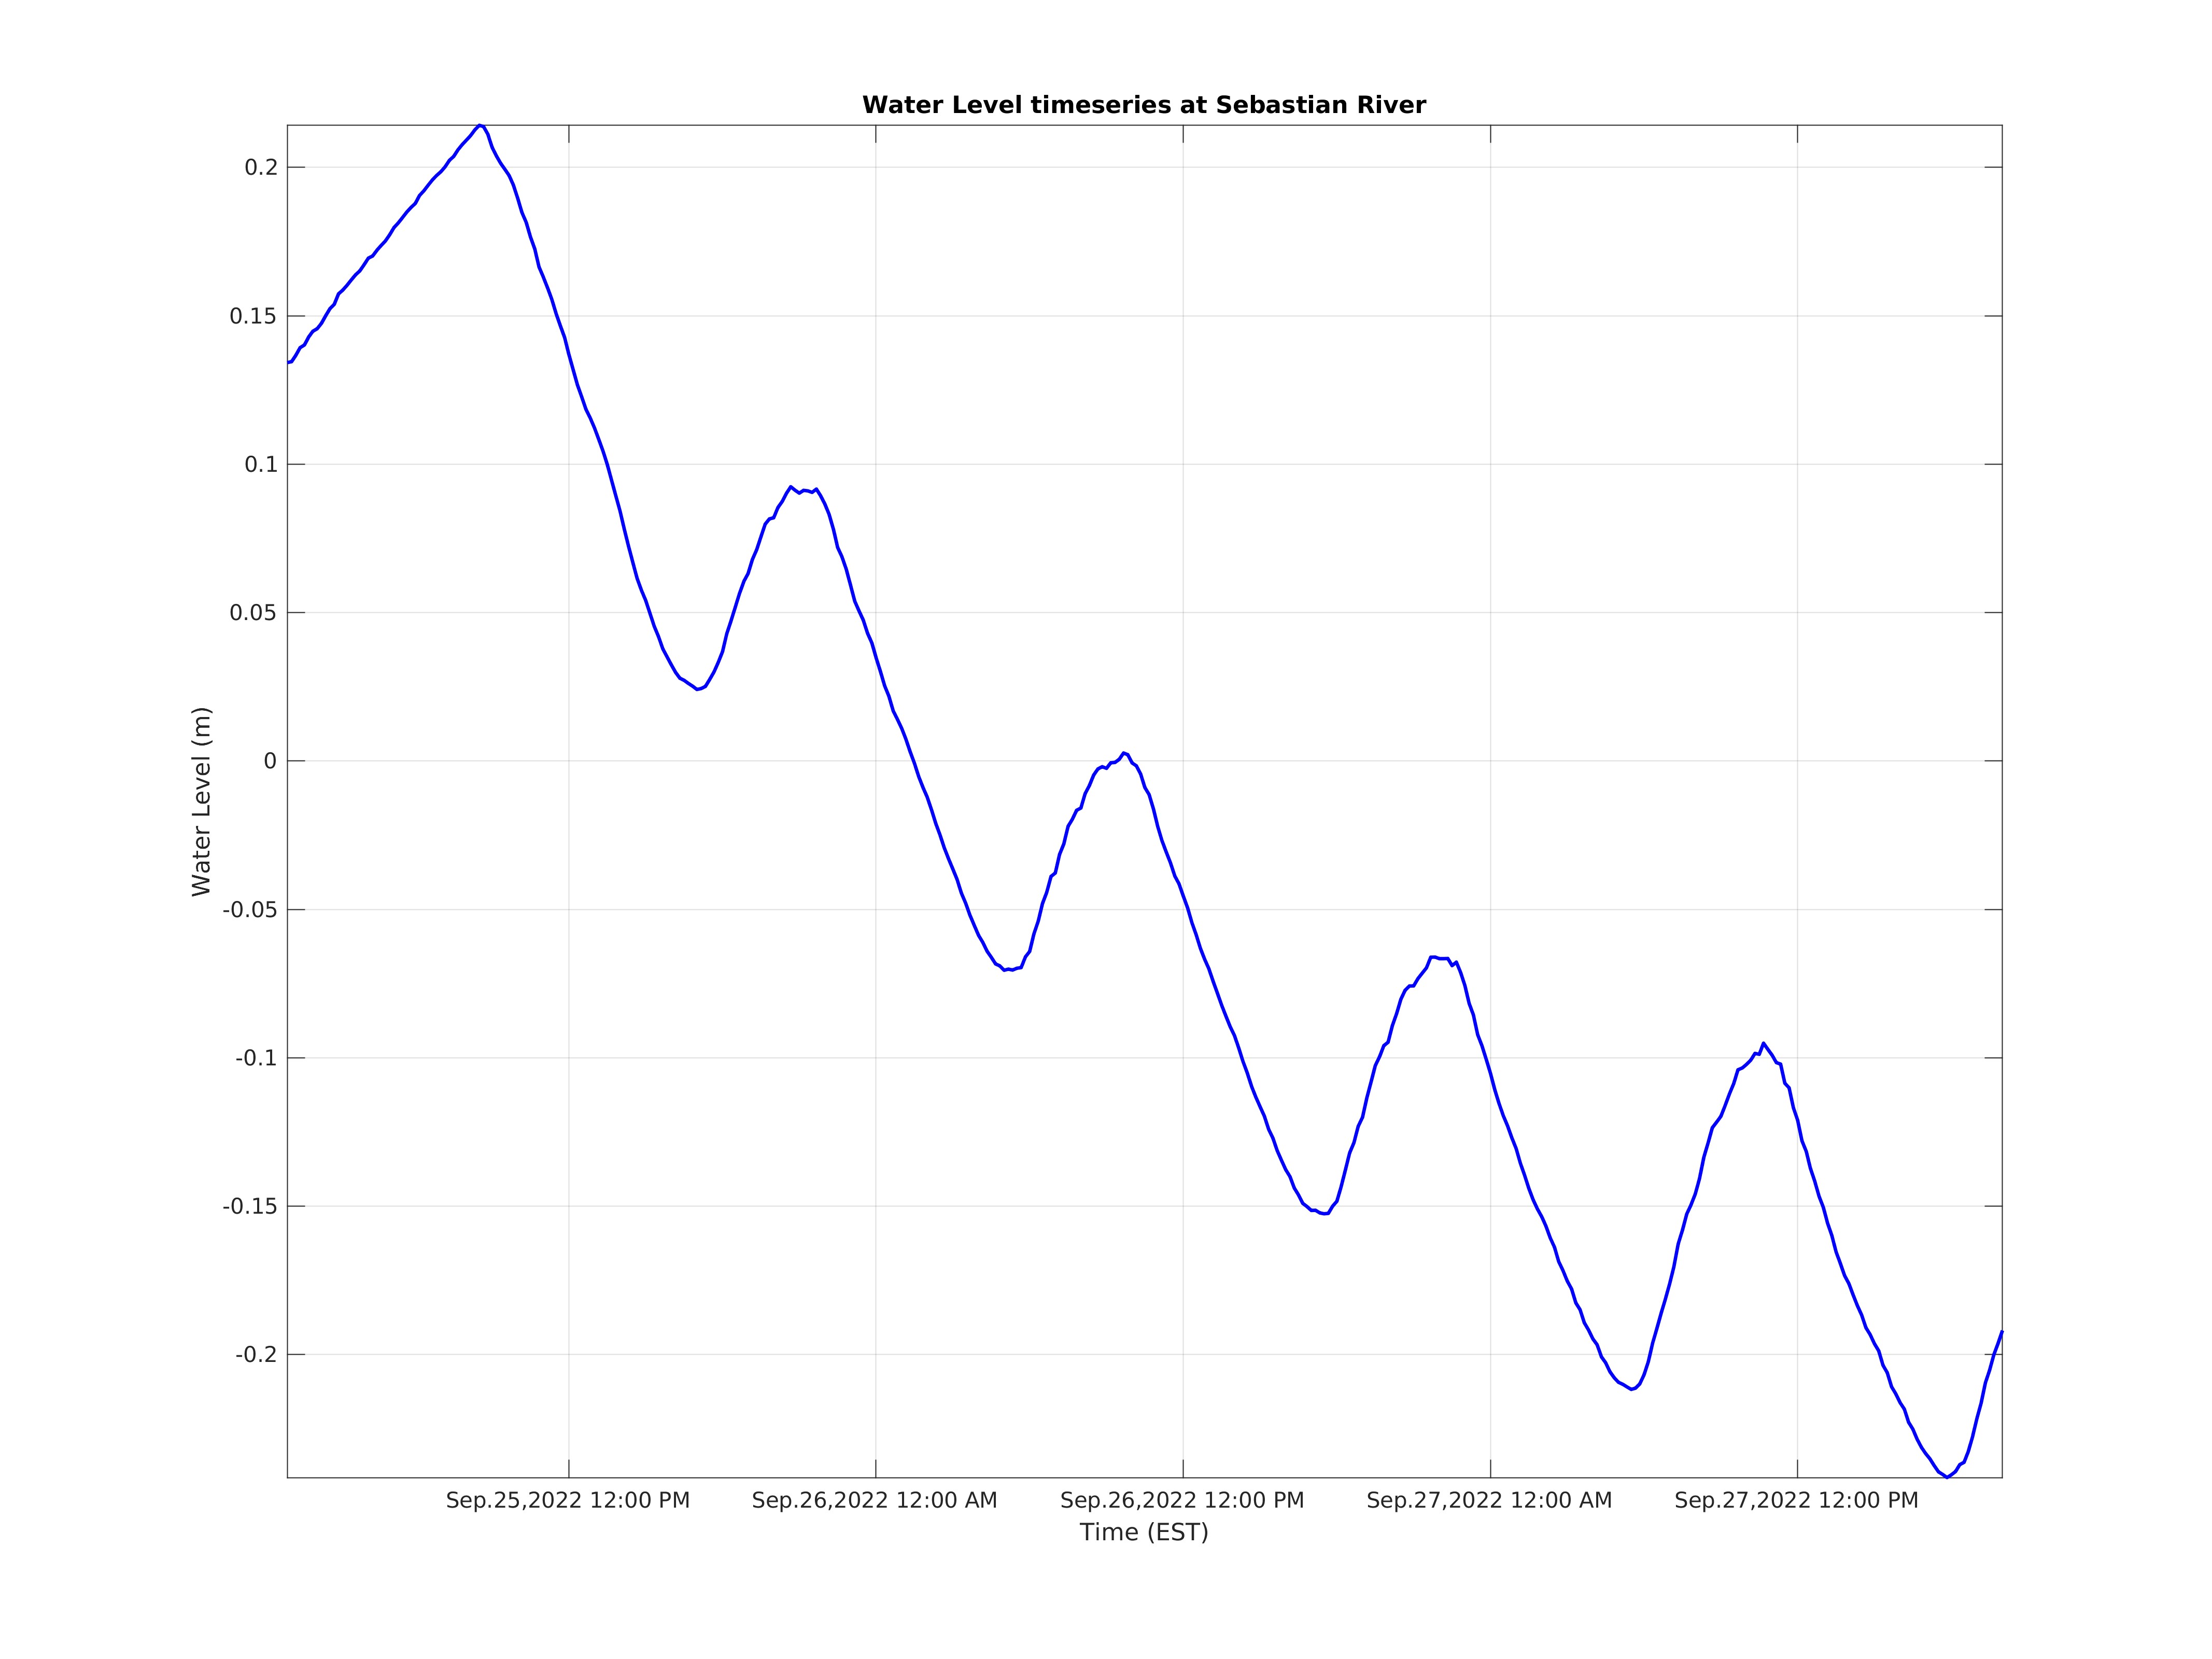 Water Level timeseries at Sebastian River
0.2
0.15
0.1
0.05
0
-0.05
-0.1
-0.15
-0.2
Water Level (m)
Sep.25,2022 12:00 PM
Sep.26,2022 12:00 AM
Sep.26,2022 12:00 PM
Sep.27,2022 12:00 AM
Sep.27,2022 12:00 PM
Time (EST)